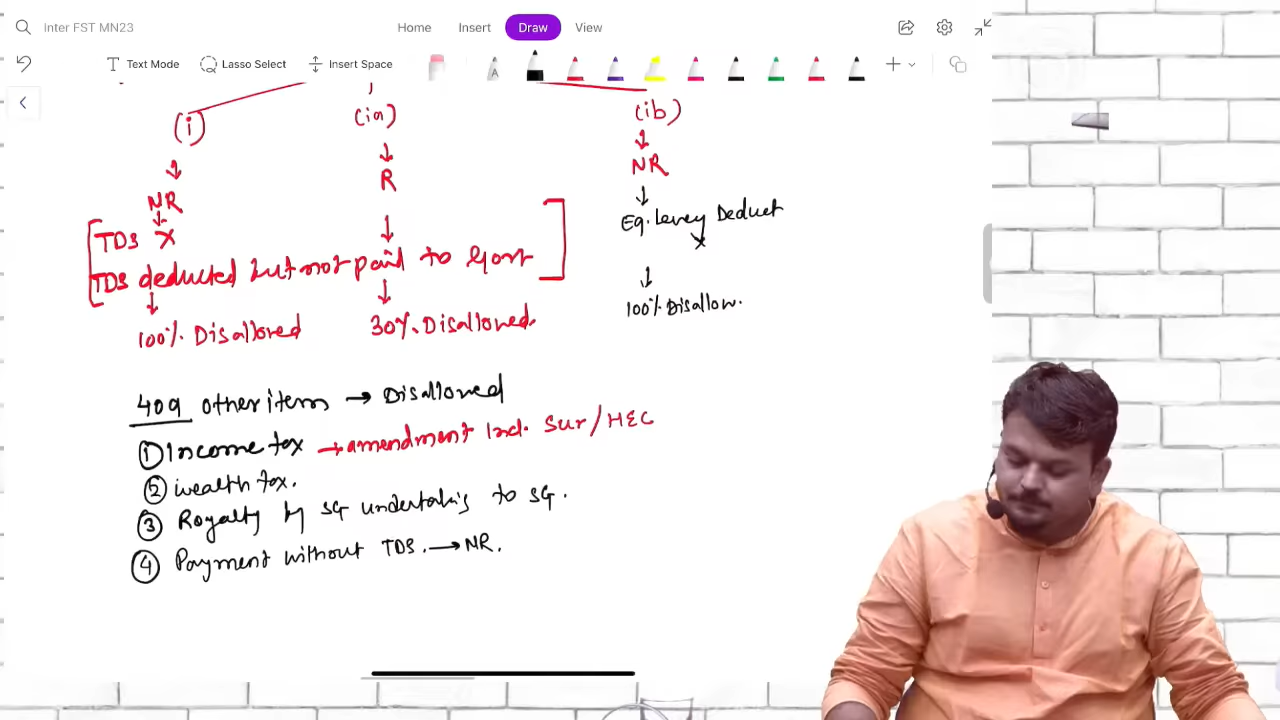 Inter FST MN23
Home Insert Draw View
Text Mode Lasso Select Insert Space
A
(i) (ia) (ib)
↓ ↓ ↓
NR R NR
↓ ↓ ↓
TDS X Eq. Levey Deduct
X
TDS deducted but not paid to Govt
↓ ↓ ↓
100% Disallowed 30% Disallowed. 100% Disallow.
40a other items → Disallowed
① Income tax → amendment Incl. Sur/HEC
② wealth tax.
③ Royalty by SG undertakis to SG.
④ Payment without TDS. → NR.